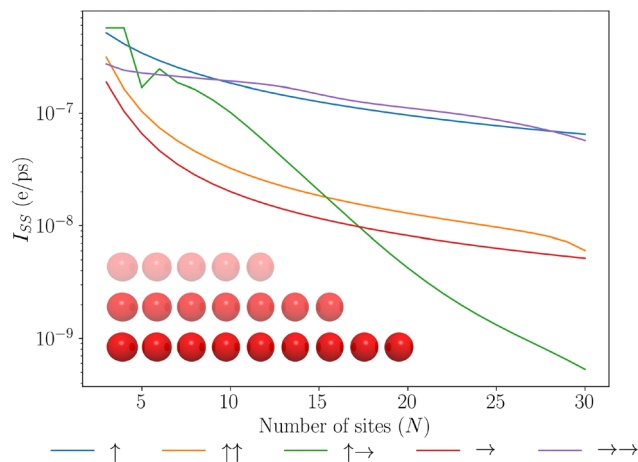 10⁻⁷
10⁻⁸
10⁻⁹
I_SS (e/ps)
5 10 15 20 25 30
Number of sites (N)
↑ ↑↑ ↑→ → →→